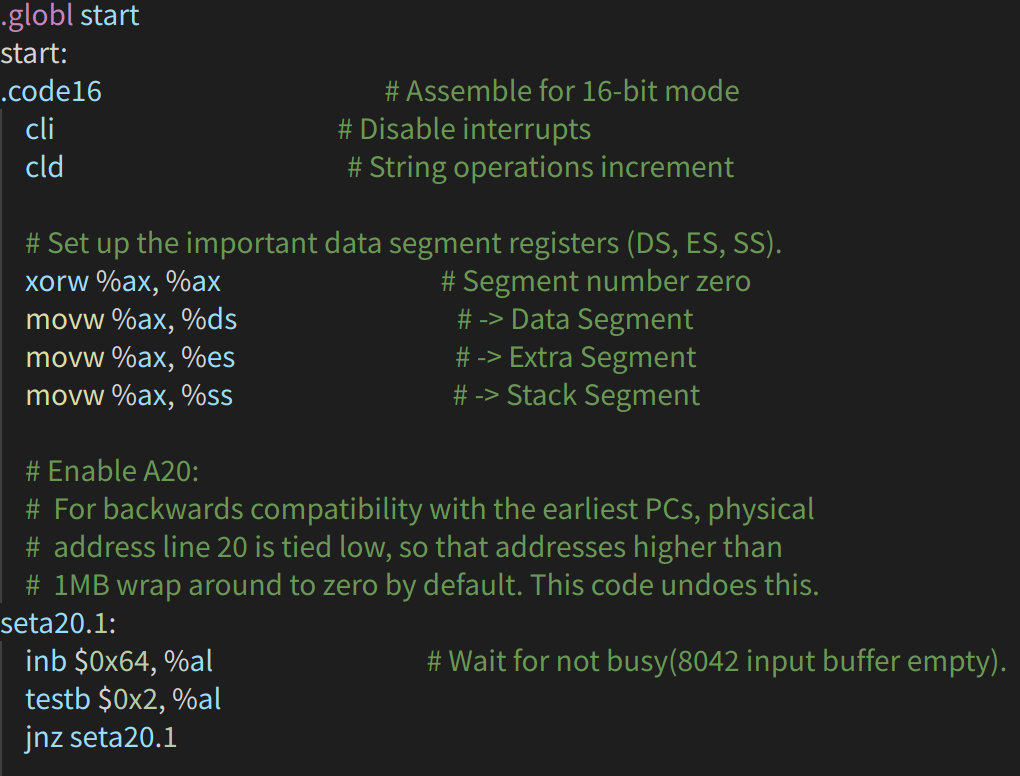 .globl start
start:
.code16 # Assemble for 16-bit mode
cli # Disable interrupts
cld # String operations increment
# Set up the important data segment registers (DS, ES, SS).
xorw %ax, %ax # Segment number zero
movw %ax, %ds # -> Data Segment
movw %ax, %es # -> Extra Segment
movw %ax, %ss # -> Stack Segment
# Enable A20:
# For backwards compatibility with the earliest PCs, physical
# address line 20 is tied low, so that addresses higher than
# 1MB wrap around to zero by default. This code undoes this.
seta20.1:
inb $0x64, %al # Wait for not busy(8042 input buffer empty).
testb $0x2, %al
jnz seta20.1